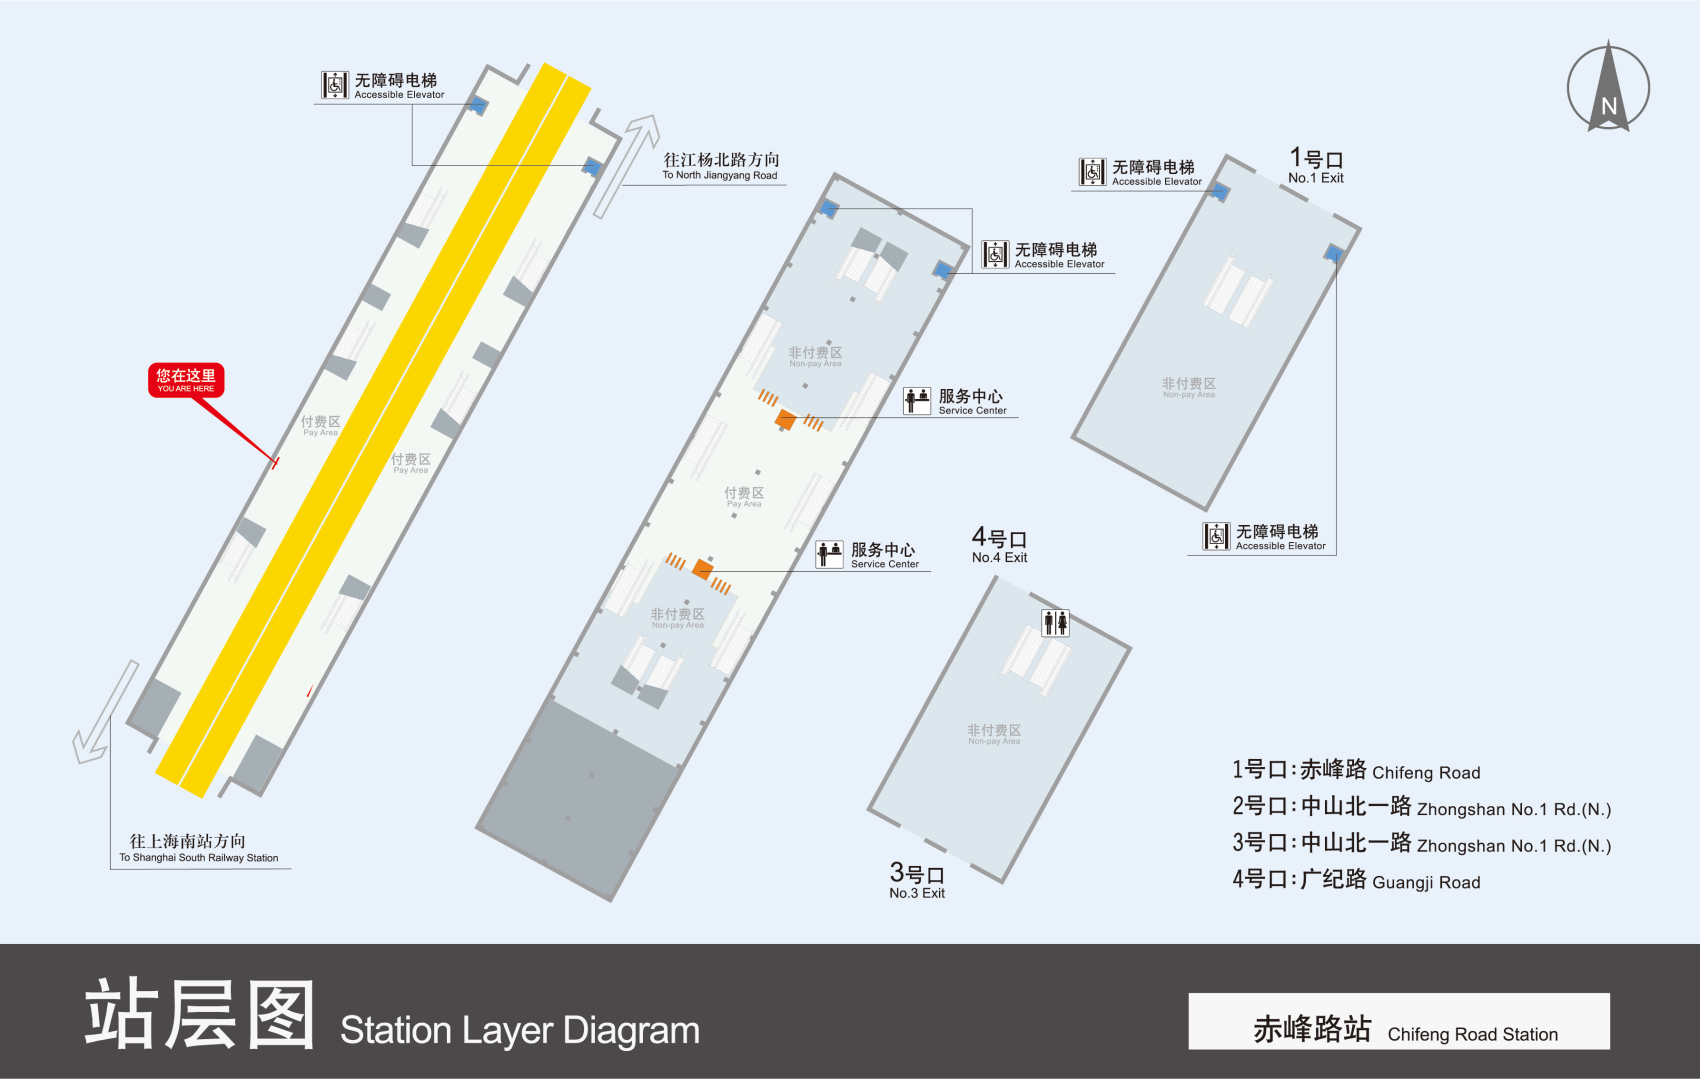 无障碍电梯
Accessible Elevator
往江杨北路方向
To North Jiangyang Road
您在这里
YOU ARE HERE
付费区
Pay Area
付费区
Pay Area
往上海南站方向
To Shanghai South Railway Station
无障碍电梯
Accessible Elevator
非付费区
Non-pay Area
服务中心
Service Center
付费区
Pay Area
服务中心
Service Center
非付费区
Non-pay Area
1号口
No.1 Exit
无障碍电梯
Accessible Elevator
非付费区
Non-pay Area
无障碍电梯
Accessible Elevator
4号口
No.4 Exit
非付费区
Non-pay Area
3号口
No.3 Exit
N
1号口:赤峰路 Chifeng Road
2号口:中山北一路 Zhongshan No.1 Rd.(N.)
3号口:中山北一路 Zhongshan No.1 Rd.(N.)
4号口:广纪路 Guangji Road
站层图 Station Layer Diagram
赤峰路站 Chifeng Road Station